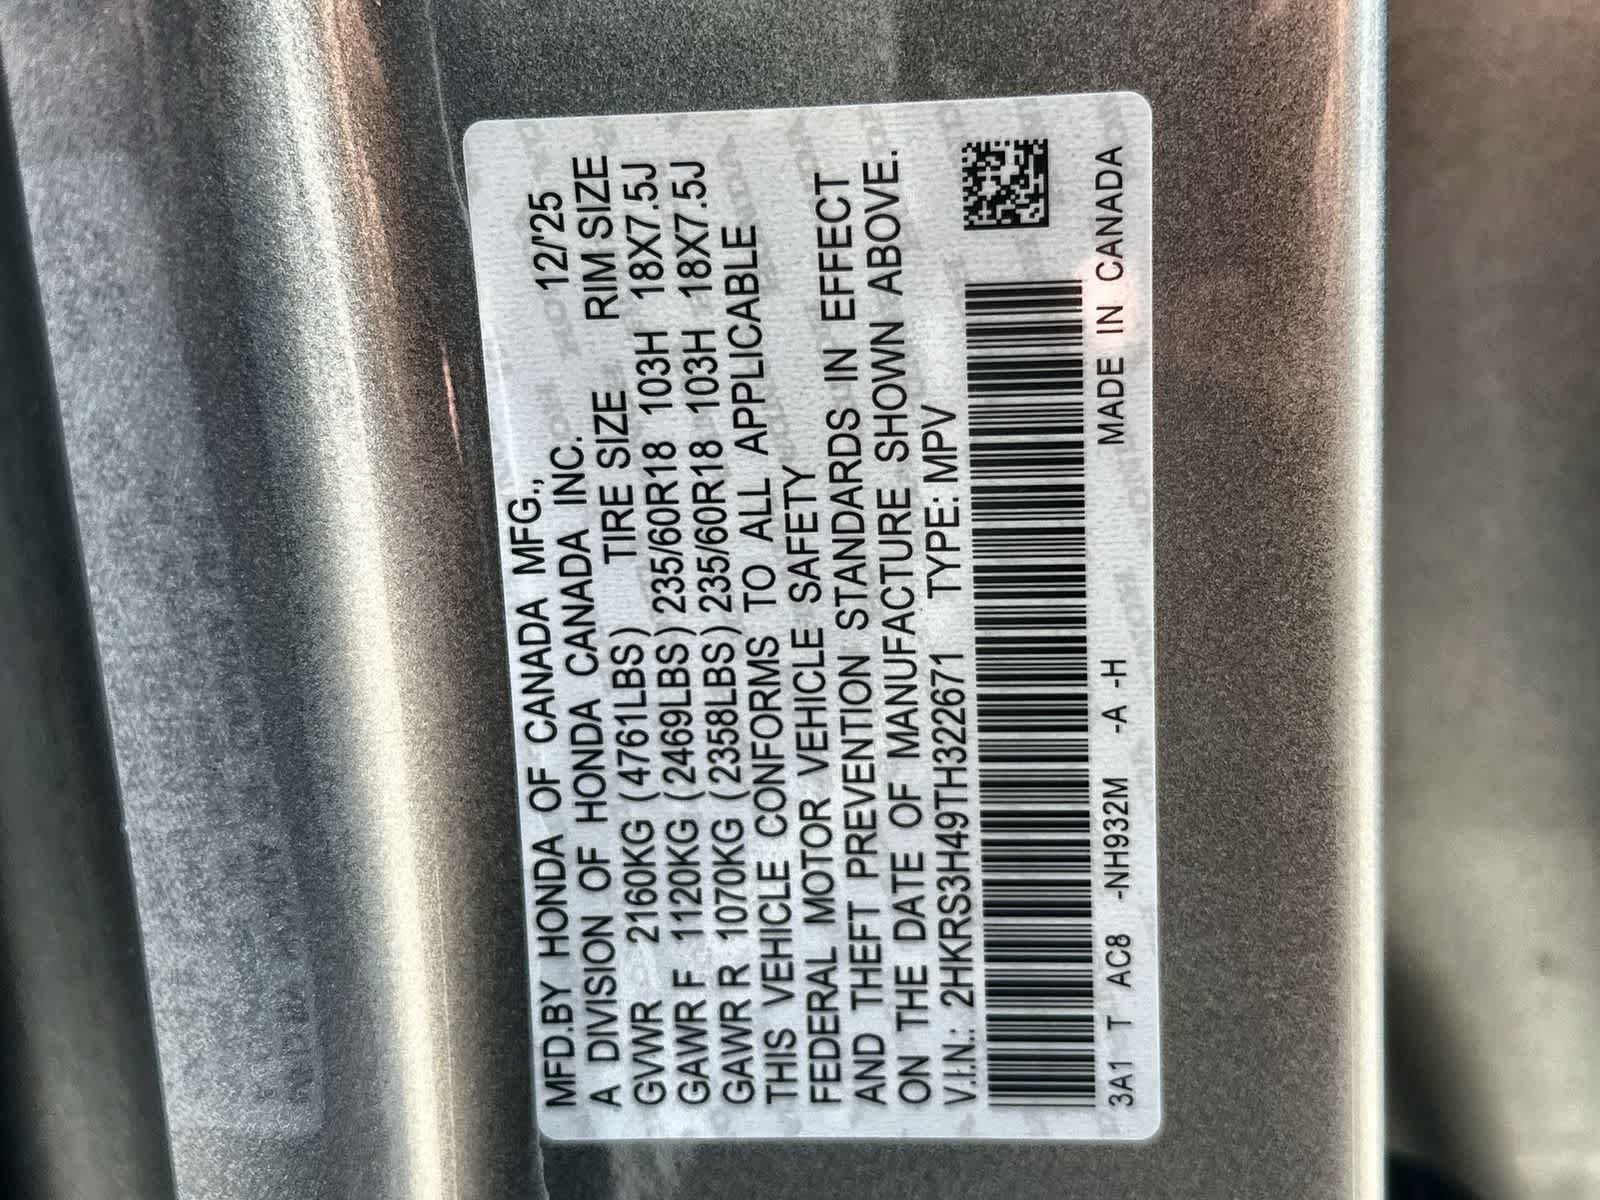 MFD.BY HONDA OF CANADA MFG., 12/'25
A DIVISION OF HONDA CANADA INC.
TIRE SIZE RIM SIZE
GVWR 2160KG (4761LBS)
GAWR F 1120KG (2469LBS) 235/60R18 103H 18X7.5J
GAWR R 1070KG (2358LBS) 235/60R18 103H 18X7.5J
THIS VEHICLE CONFORMS TO ALL APPLICABLE
FEDERAL MOTOR VEHICLE SAFETY
AND THEFT PREVENTION STANDARDS IN EFFECT
ON THE DATE OF MANUFACTURE SHOWN ABOVE.
V.I.N.: 2HKRS3H49TH322671 TYPE: MPV
3A1 T AC8 -NH932M -A -H MADE IN CANADA